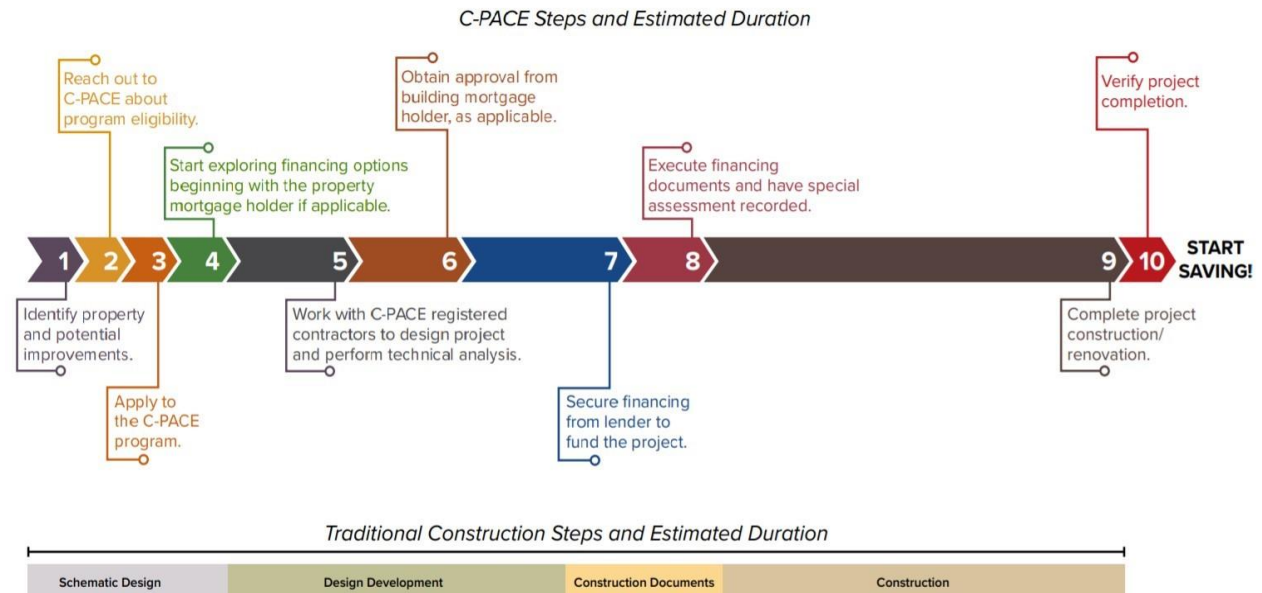 C-PACE Steps and Estimated Duration
Reach out to
C-PACE about
program eligibility.
Obtain approval from
building mortgage
holder, as applicable.
Verify project
completion.
Start exploring financing options
beginning with the property
mortgage holder if applicable.
Execute financing
documents and have special
assessment recorded.
1
2
3
4
5
6
7
8
9
10
START
SAVING!
Identify property
and potential
improvements.
Work with C-PACE registered
contractors to design project
and perform technical analysis.
Complete project
construction/
renovation.
Apply to
the C-PACE
program.
Secure financing
from lender to
fund the project.
Traditional Construction Steps and Estimated Duration
Schematic Design
Design Development
Construction Documents
Construction